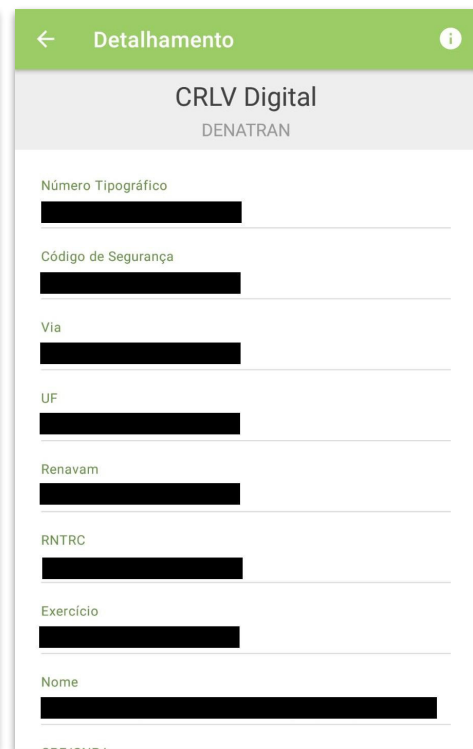 Detalhamento
CRLV Digital
DENATRAN
Número Tipográfico
Código de Segurança
Via
UF
Renavam
RNTRC
Exercício
Nome